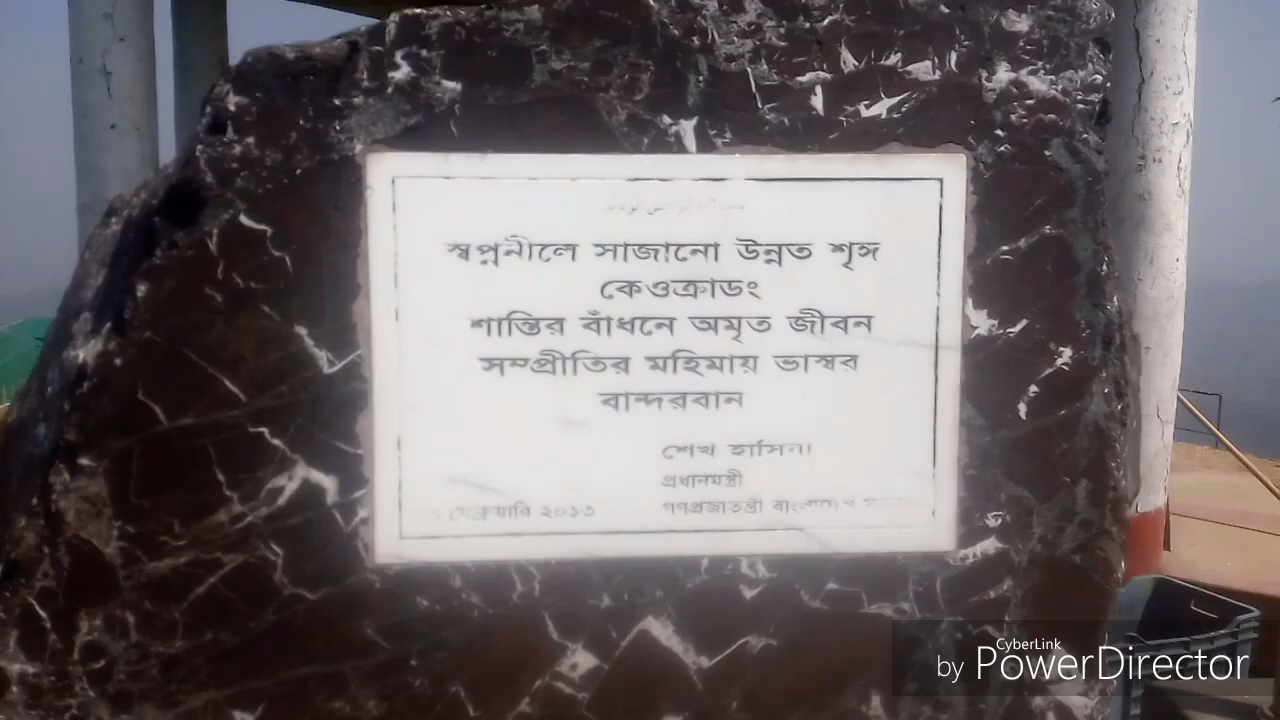 স্বপ্ননীলে সাজানো উন্নত শৃঙ্গ
কেওক্রাডং
শান্তির বাঁধনে অমৃত জীবন
সম্প্রীতির মহিমায় ভাস্বর
বান্দরবান
শেখ হাসিনা
প্রধানমন্ত্রী
গণপ্রজাতন্ত্রী বাংলাদেশ
ফেব্রুয়ারি ২০১৩
CyberLink
by PowerDirector